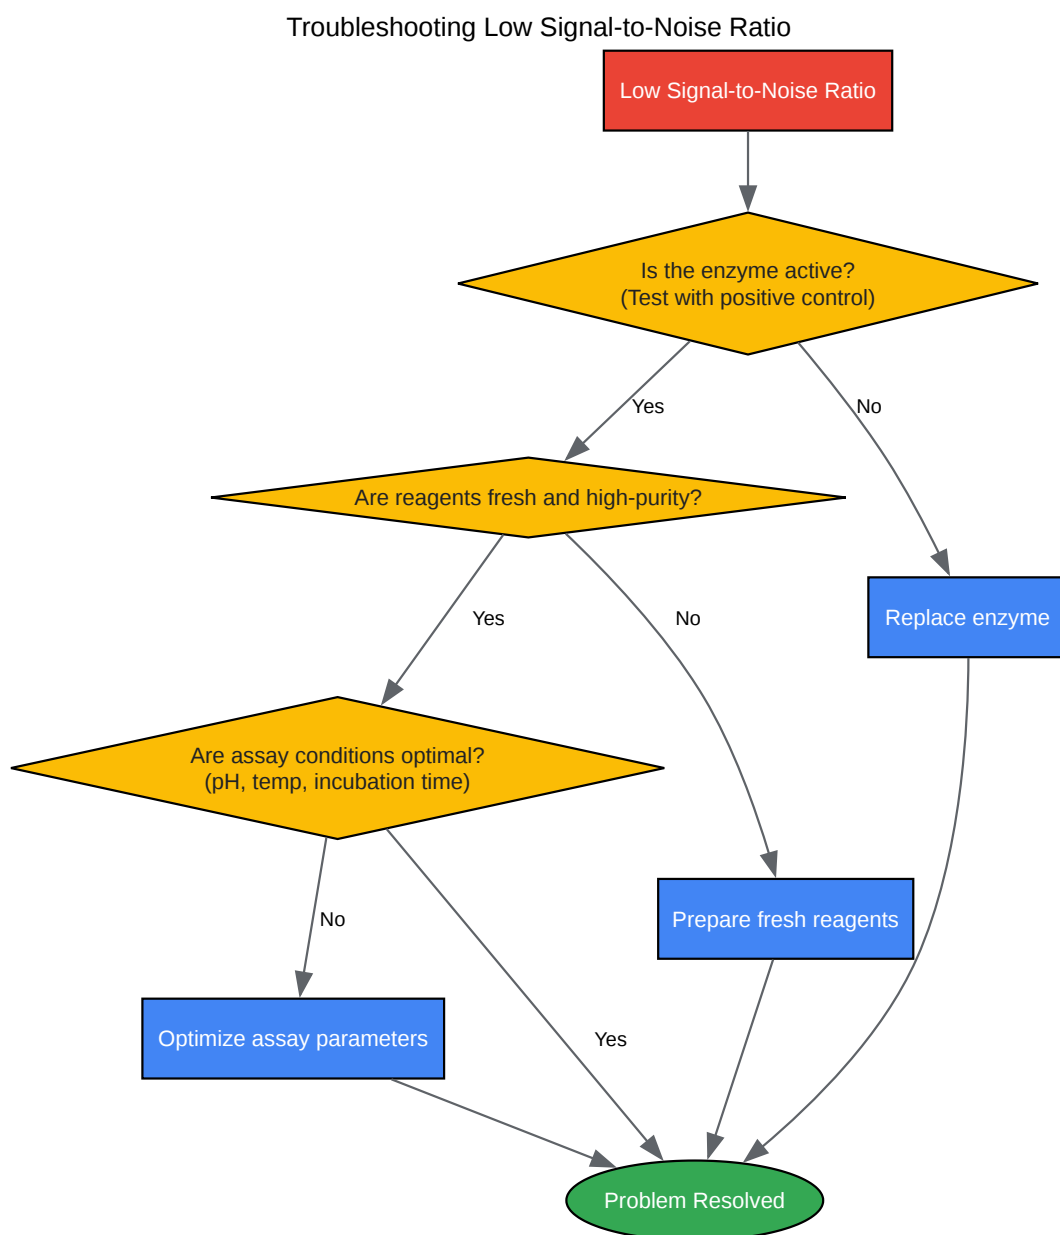 Troubleshooting Low Signal-to-Noise Ratio
Low Signal-to-Noise Ratio
Is the enzyme active?
(Test with positive control)
Yes
No
Are reagents fresh and high-purity?
Yes
No
Replace enzyme
Are assay conditions optimal?
(pH, temp, incubation time)
No
Prepare fresh reagents
Optimize assay parameters
Yes
Problem Resolved